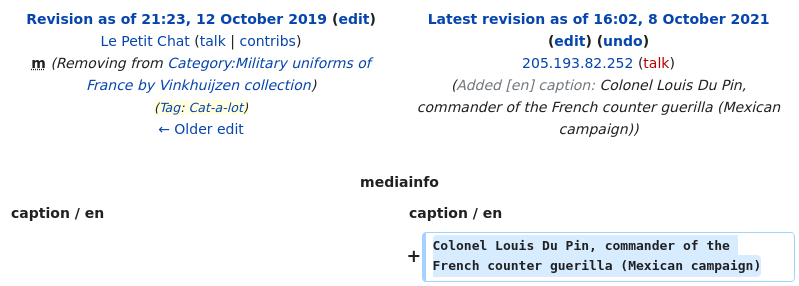 Revision as of 21:23, 12 October 2019 (edit)
Le Petit Chat (talk | contribs)
m (Removing from Category:Military uniforms of
France by Vinkhuijzen collection)
(Tag: Cat-a-lot)
← Older edit
Latest revision as of 16:02, 8 October 2021
(edit) (undo)
205.193.82.252 (talk)
(Added [en] caption: Colonel Louis Du Pin,
commander of the French counter guerilla (Mexican
campaign))
mediainfo
caption / en
caption / en
+
Colonel Louis Du Pin, commander of the
French counter guerilla (Mexican campaign)